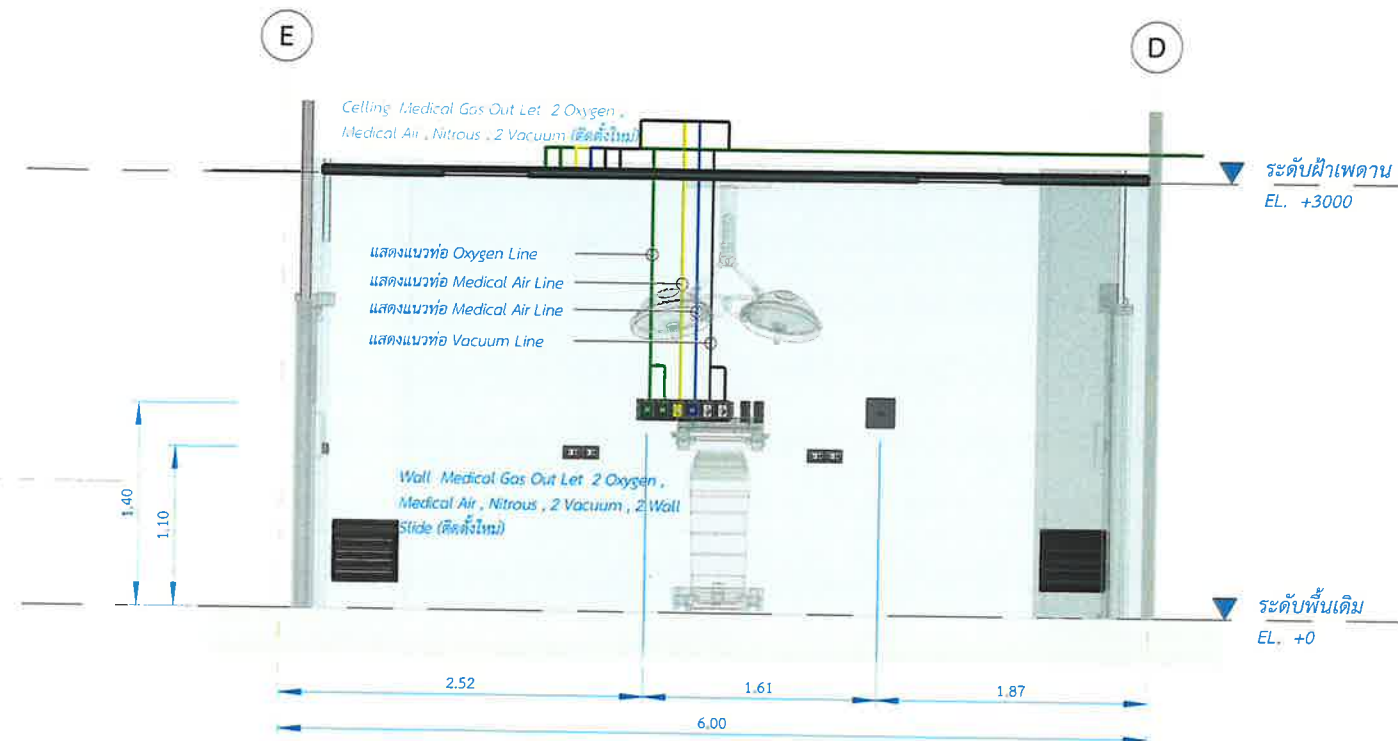 E
D
Celling Medical Gas Out Let 2 Oxygen ,
Medical Air , Nitrous , 2 Vacuum (ติดตั้งใหม่)
ระดับฝ้าเพดาน
EL. +3000
แสดงแนวท่อ Oxygen Line
แสดงแนวท่อ Medical Air Line
แสดงแนวท่อ Medical Air Line
แสดงแนวท่อ Vacuum Line
1.40
1.10
Wall Medical Gas Out Let 2 Oxygen ,
Medical Air , Nitrous , 2 Vacuum , 2 Wall
Slide (ติดตั้งใหม่)
ระดับพื้นเดิม
EL. +0
2.52
1.61
1.87
6.00